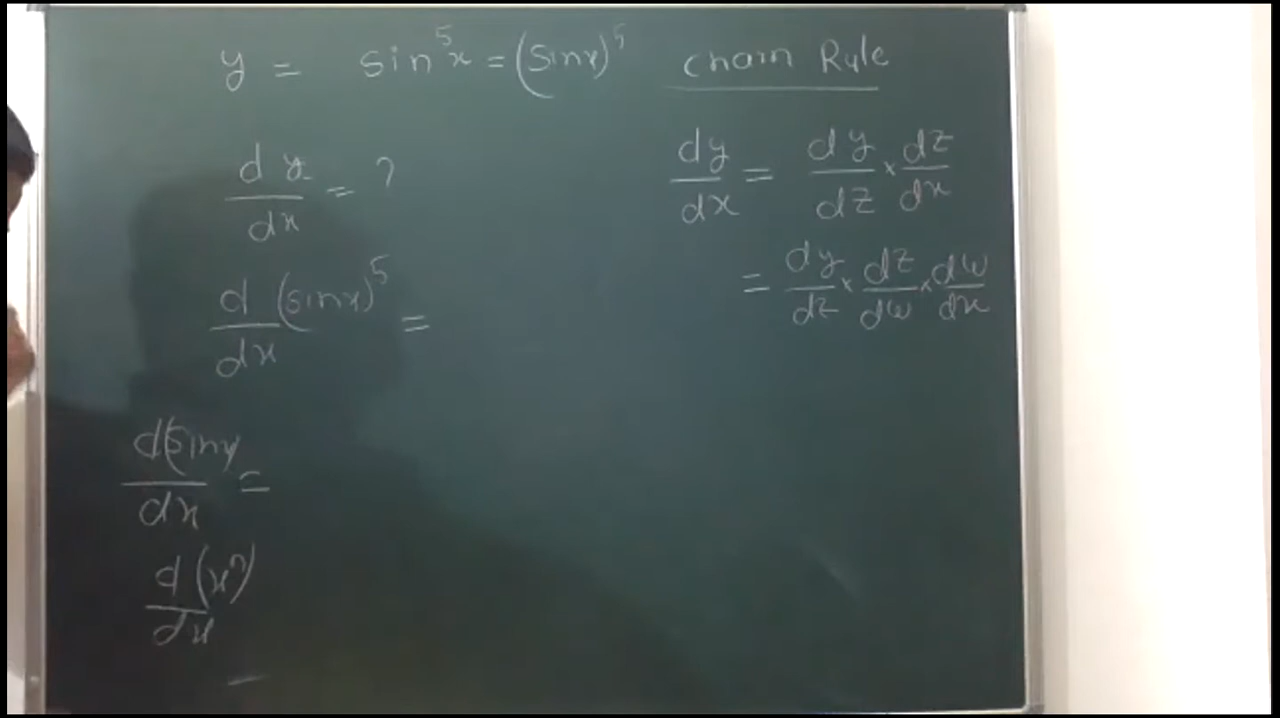 y = sin⁵x = (sinx)⁵ Chain Rule
dy/dx = ?
dy/dx = dy/dz × dz/dx
= dy/dz × dz/dw × dw/dx
d/dx (sinx)⁵ =
d(sinx/dx =
d(xⁿ)/dx